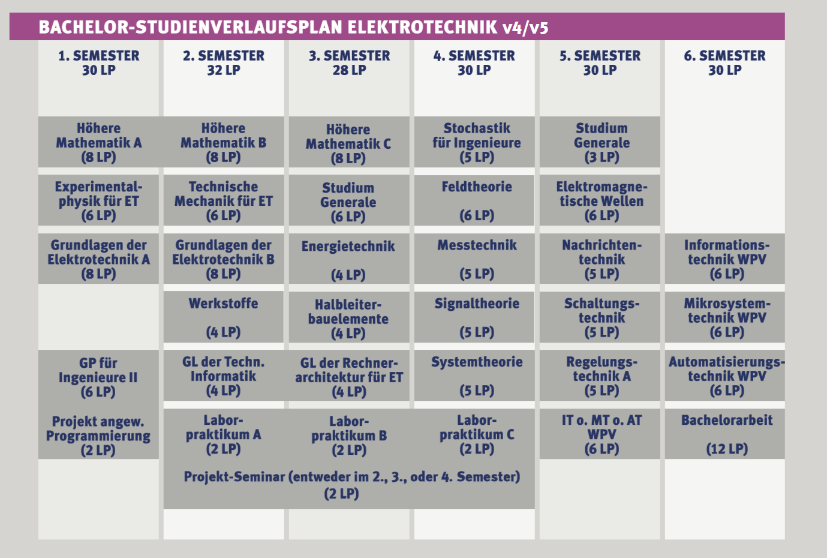 BACHELOR-STUDIENVERLAUFSPLAN ELEKTROTECHNIK v4/v5
1. SEMESTER
30 LP
Höhere
Mathematik A
(8 LP)
Experimental-
physik für ET
(6 LP)
Grundlagen der
Elektrotechnik A
(8 LP)
GP für
Ingenieure II
(6 LP)
Projekt angew.
Programmierung
(2 LP)
2. SEMESTER
32 LP
Höhere
Mathematik B
(8 LP)
Technische
Mechanik für ET
(6 LP)
Grundlagen der
Elektrotechnik B
(8 LP)
Werkstoffe
(4 LP)
GL der Techn.
Informatik
(4 LP)
Labor-
praktikum A
(2 LP)
3. SEMESTER
28 LP
Höhere
Mathematik C
(8 LP)
Studium
Generale
(6 LP)
Energietechnik
(4 LP)
Halbleiter-
bauelemente
(4 LP)
GL der Rechner-
architektur für ET
(4 LP)
Labor-
praktikum B
(2 LP)
4. SEMESTER
30 LP
Stochastik
für Ingenieure
(5 LP)
Feldtheorie
(6 LP)
Messtechnik
(5 LP)
Signaltheorie
(5 LP)
Systemtheorie
(5 LP)
Labor-
praktikum C
(2 LP)
Projekt-Seminar (entweder im 2., 3., oder 4. Semester)
(2 LP)
5. SEMESTER
30 LP
Studium
Generale
(3 LP)
Elektromagne-
tische Wellen
(6 LP)
Nachrichten-
technik
(5 LP)
Schaltungs-
technik
(5 LP)
Regelungs-
technik A
(5 LP)
IT o. MT o. AT
WPV
(6 LP)
6. SEMESTER
30 LP
Informations-
technik WPV
(6 LP)
Mikrosystem-
technik WPV
(6 LP)
Automatisierungs-
technik WPV
(6 LP)
Bachelorarbeit
(12 LP)